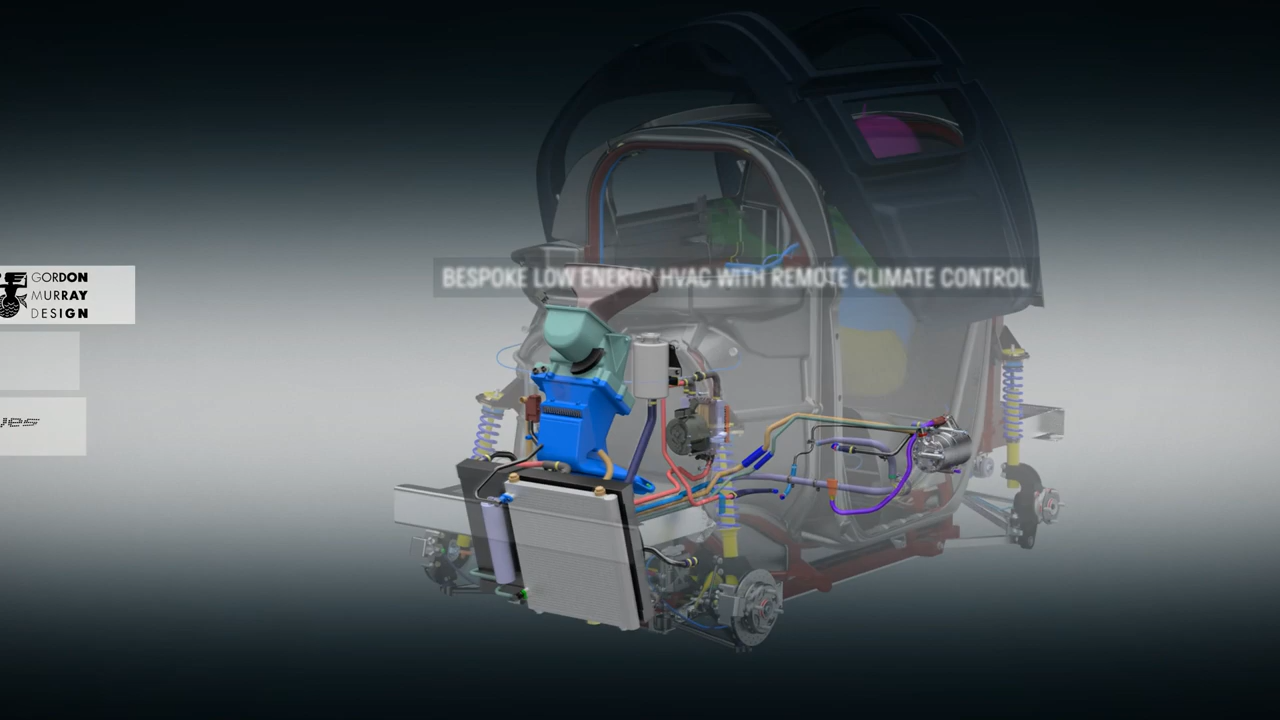 BESPOKE LOW ENERGY HVAC WITH REMOTE CLIMATE CONTROL
GORDON
MURRAY
DESIGN